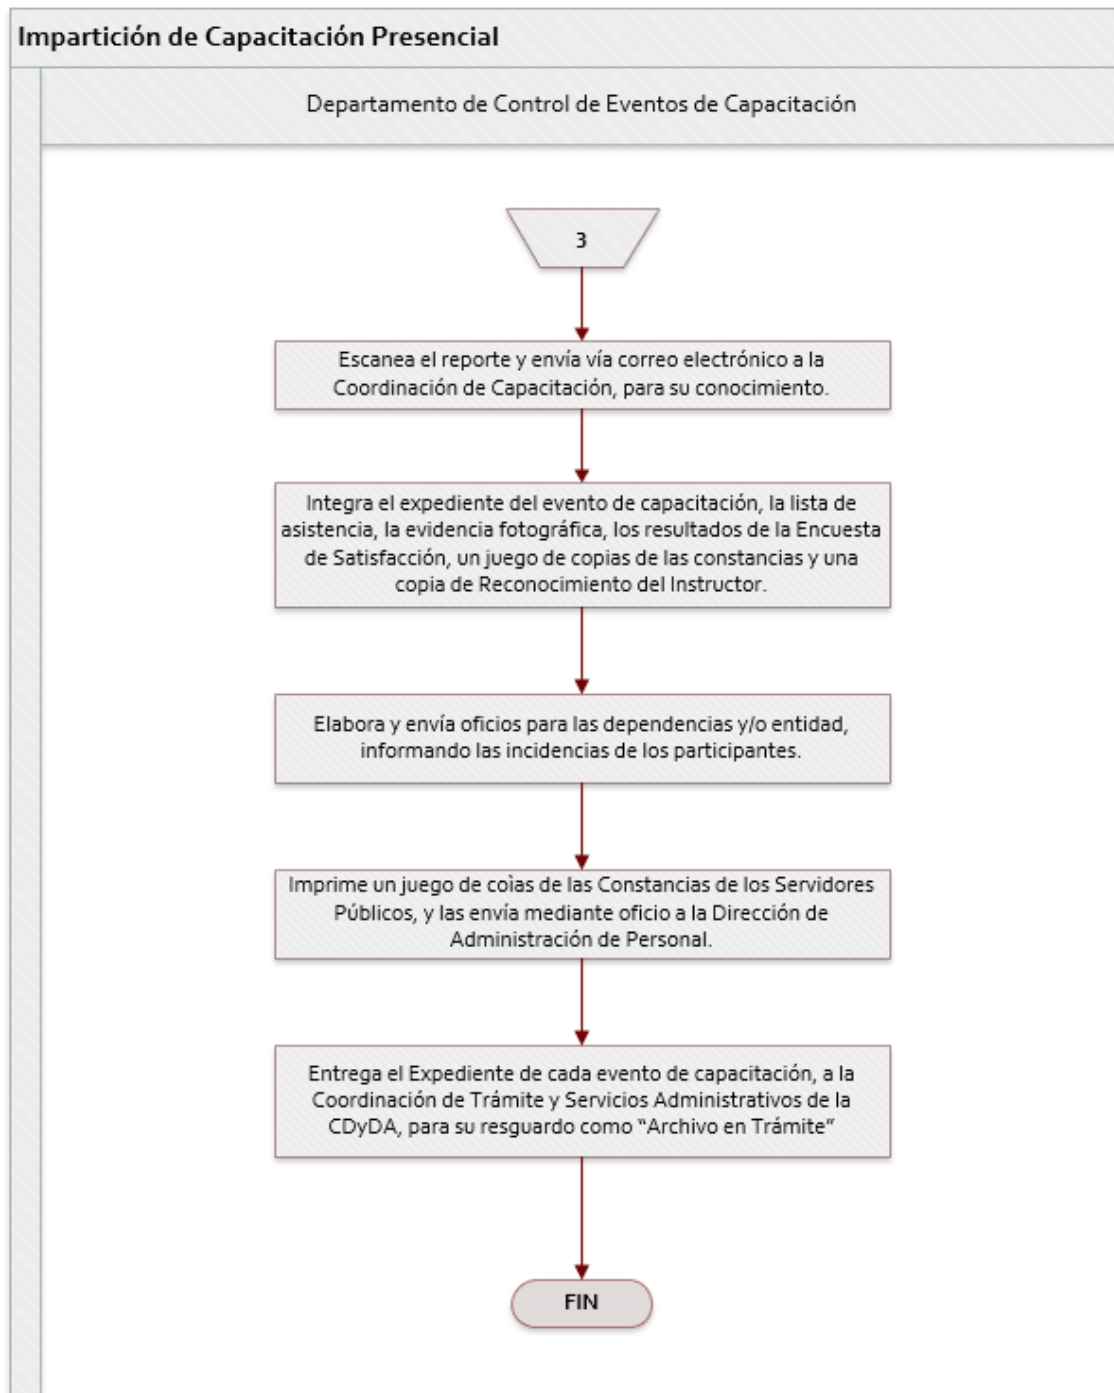 Impartición de Capacitación Presencial
Departamento de Control de Eventos de Capacitación
3
Escanea el reporte y envía vía correo electrónico a la
Coordinación de Capacitación, para su conocimiento.
Integra el expediente del evento de capacitación, la lista de
asistencia, la evidencia fotográfica, los resultados de la Encuesta
de Satisfacción, un juego de copias de las constancias y una
copia de Reconocimiento del Instructor.
Elabora y envía oficios para las dependencias y/o entidad,
informando las incidencias de los participantes.
Imprime un juego de coìas de las Constancias de los Servidores
Públicos, y las envía mediante oficio a la Dirección de
Administración de Personal.
Entrega el Expediente de cada evento de capacitación, a la
Coordinación de Trámite y Servicios Administrativos de la
CDyDA, para su resguardo como “Archivo en Trámite”
FIN